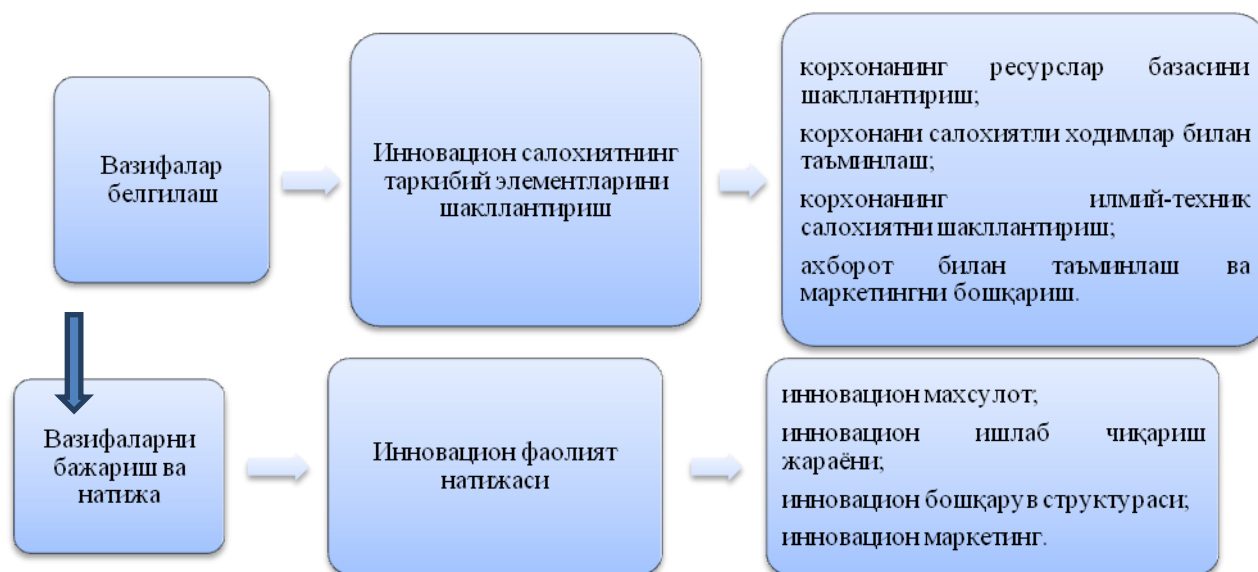 Вазифалар
белгилаш
Инновацион салохиятнинг
таркибий элементларини
шакллантириш
корхонанинг ресурслар базасини
шакллантириш;
корхонани салохиятли ходимлар билан
таъминлаш;
корхонанинг илмий-техник
салохиятни шакллантириш;
ахборот билан таъминлаш ва
маркетингни бошқариш.
Вазифаларни
бажариш ва
натижа
Инновацион фаолият
натижаси
инновацион махсулот;
инновацион ишлаб чиқариш
жараёни;
инновацион бошқарув структураси;
инновацион маркетинг.